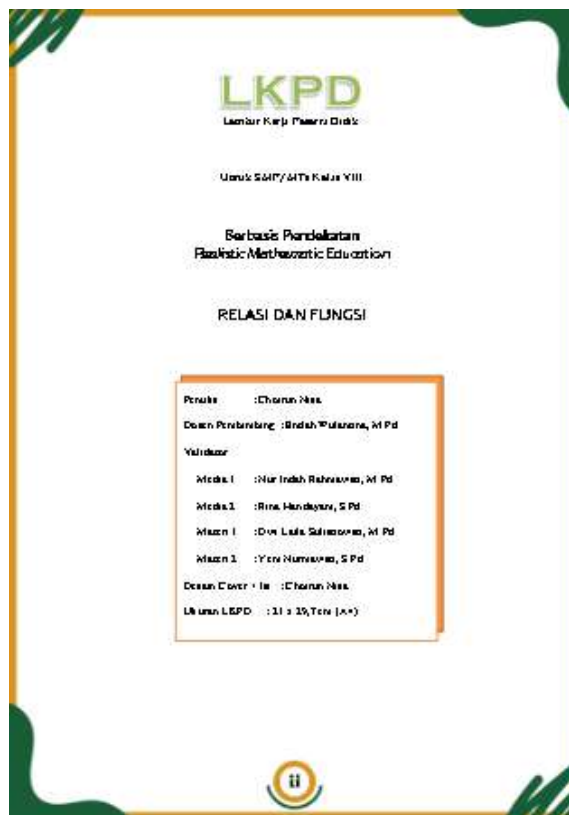 LKPD
Lembar Kerja Peserta Didik
Untuk SMP/MTs Kelas VIII
Berbasis Pendekatan
Realistic Mathematic Education
RELASI DAN FUNGSI
Penulis :Choirun Nisa
Dosen Pembimbing :Endah Wulantina, M.Pd
Validator
Media 1 :Nur Indah Rahmawati, M.Pd
Media 2 :Rina Handayani, S.Pd
Materi 1 :Dwi Laila Sulistiowati, M.Pd
Materi 2 :Yeni Nurmawati, S.Pd
Desain Cover + Isi :Choirun Nisa
Ukuran LKPD : 21 x 29,7cm (A4)
ii